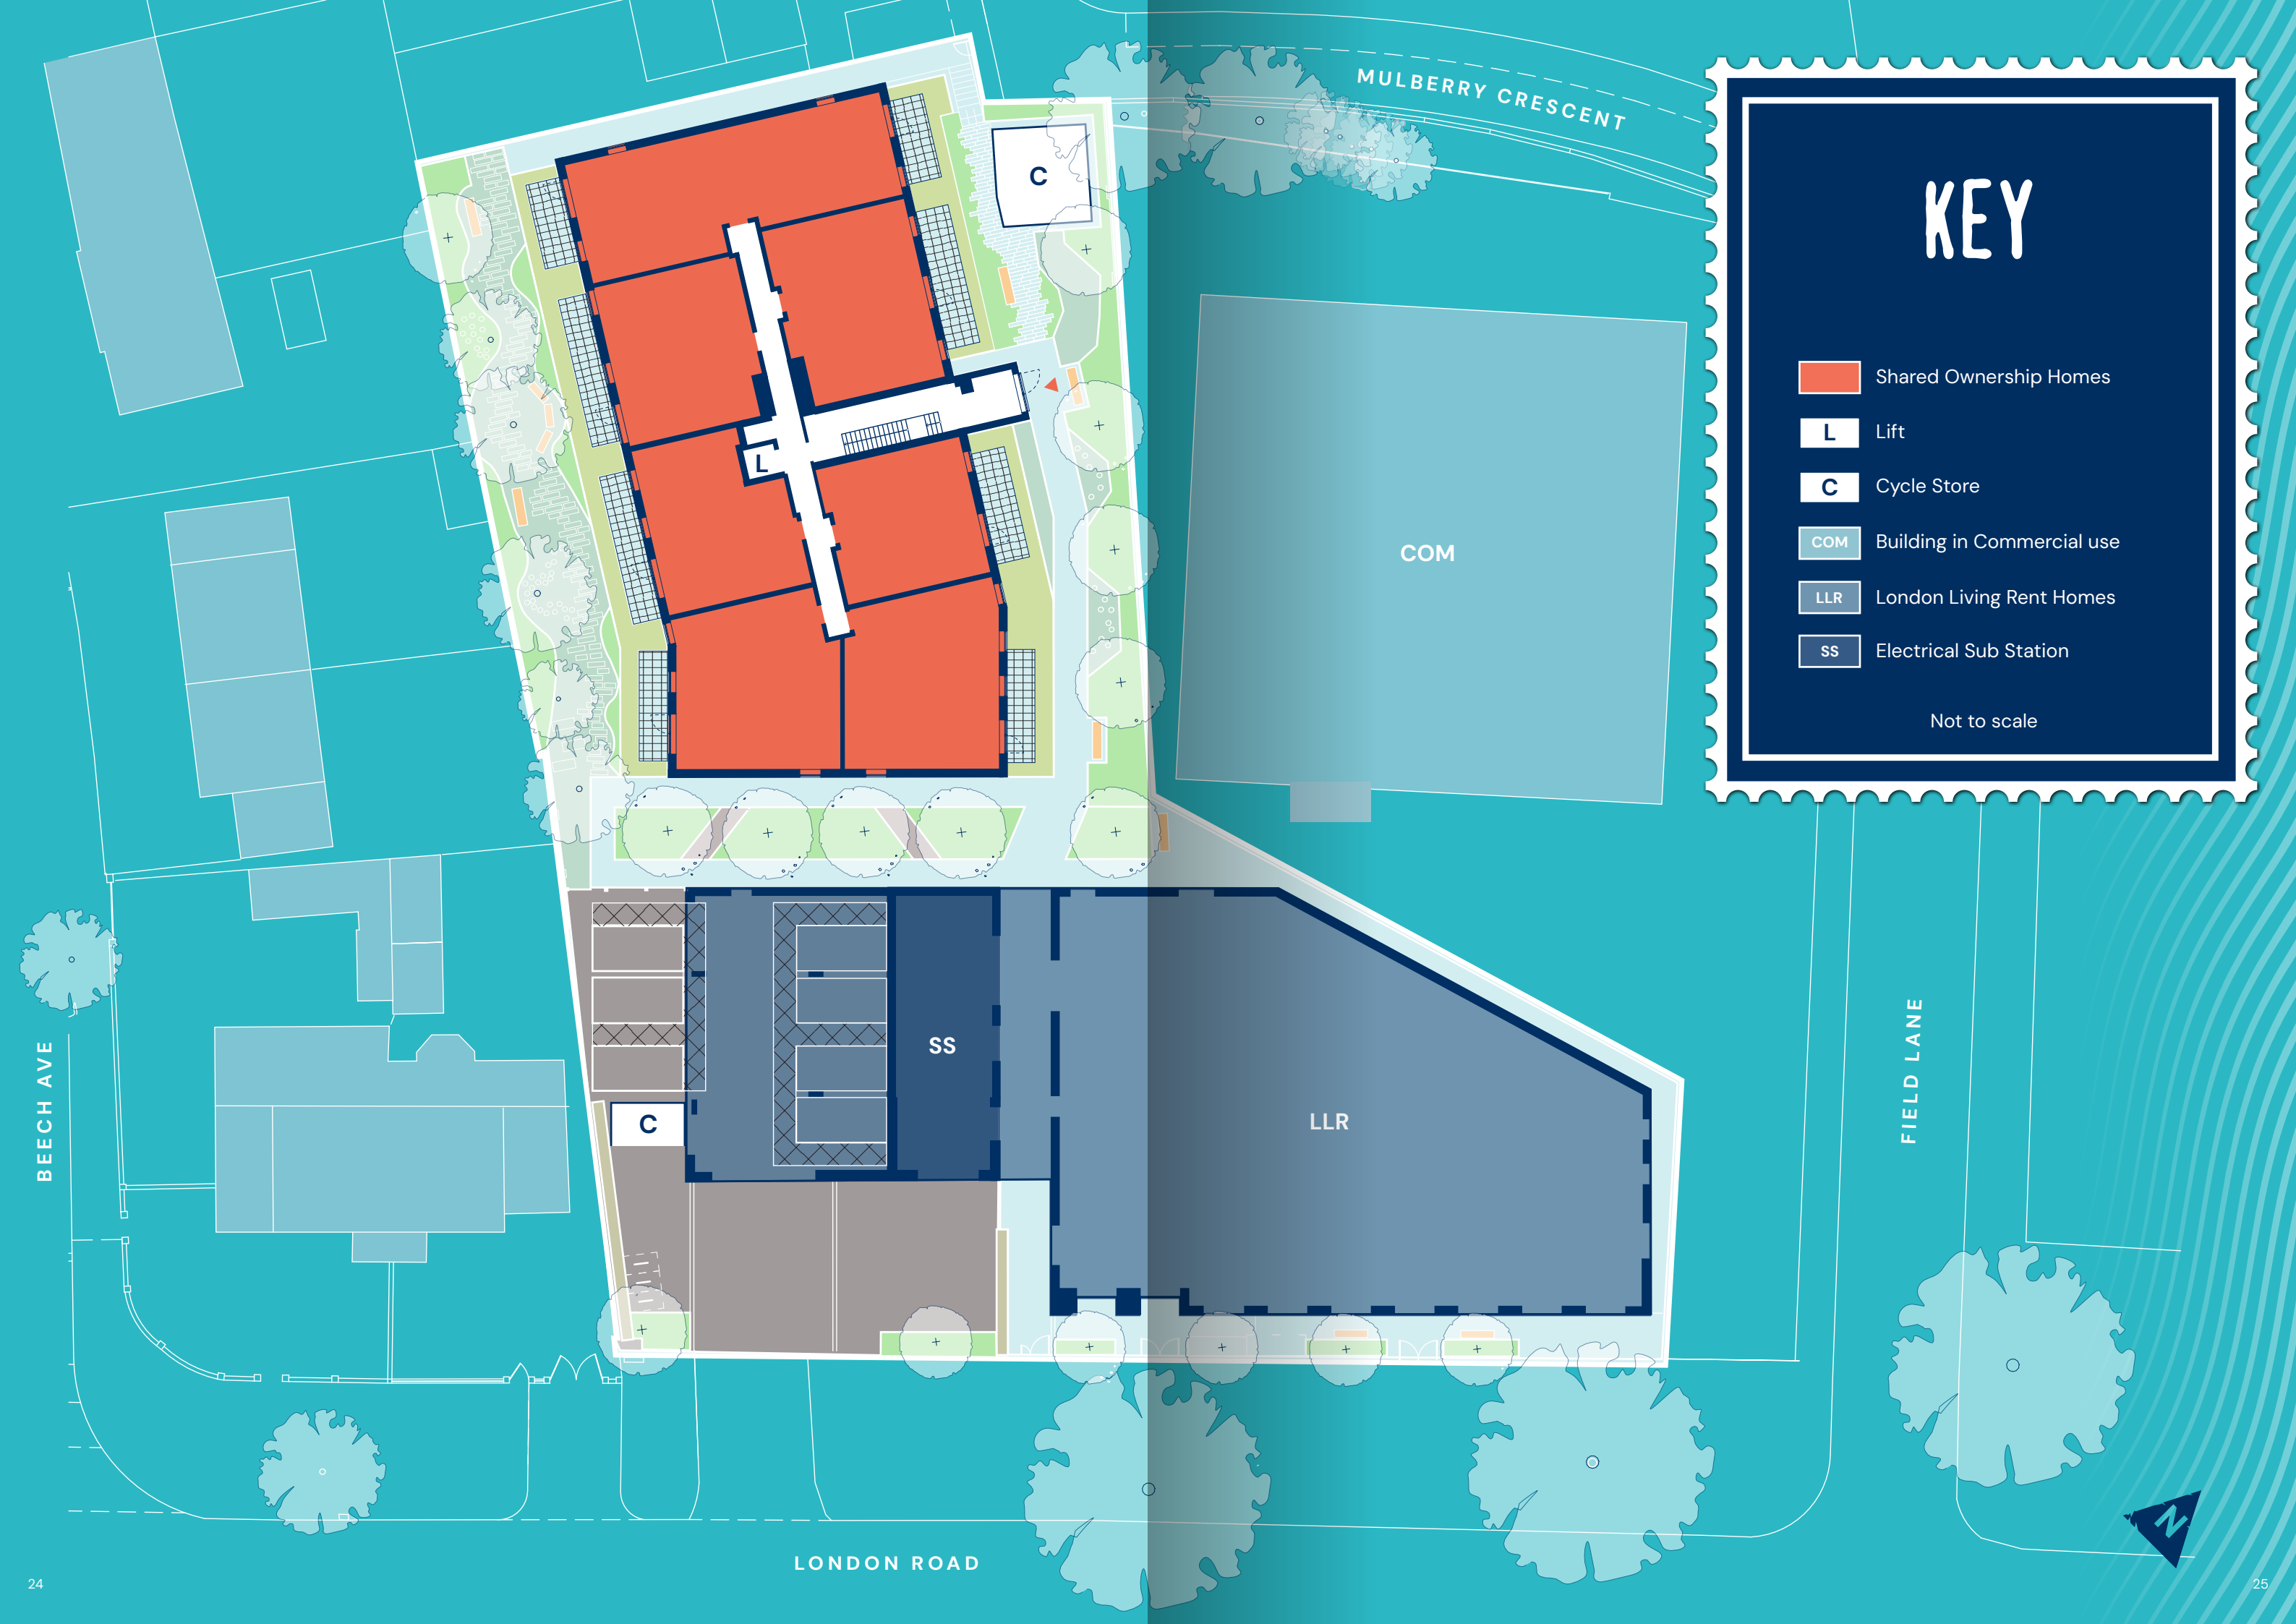 MULBERRY CRESCENT
KEY
Shared Ownership Homes
L Lift
C Cycle Store
COM Building in Commercial use
LLR London Living Rent Homes
SS Electrical Sub Station
Not to scale
C
L
COM
SS
LLR
C
BEECH AVE
FIELD LANE
LONDON ROAD
N
24
25